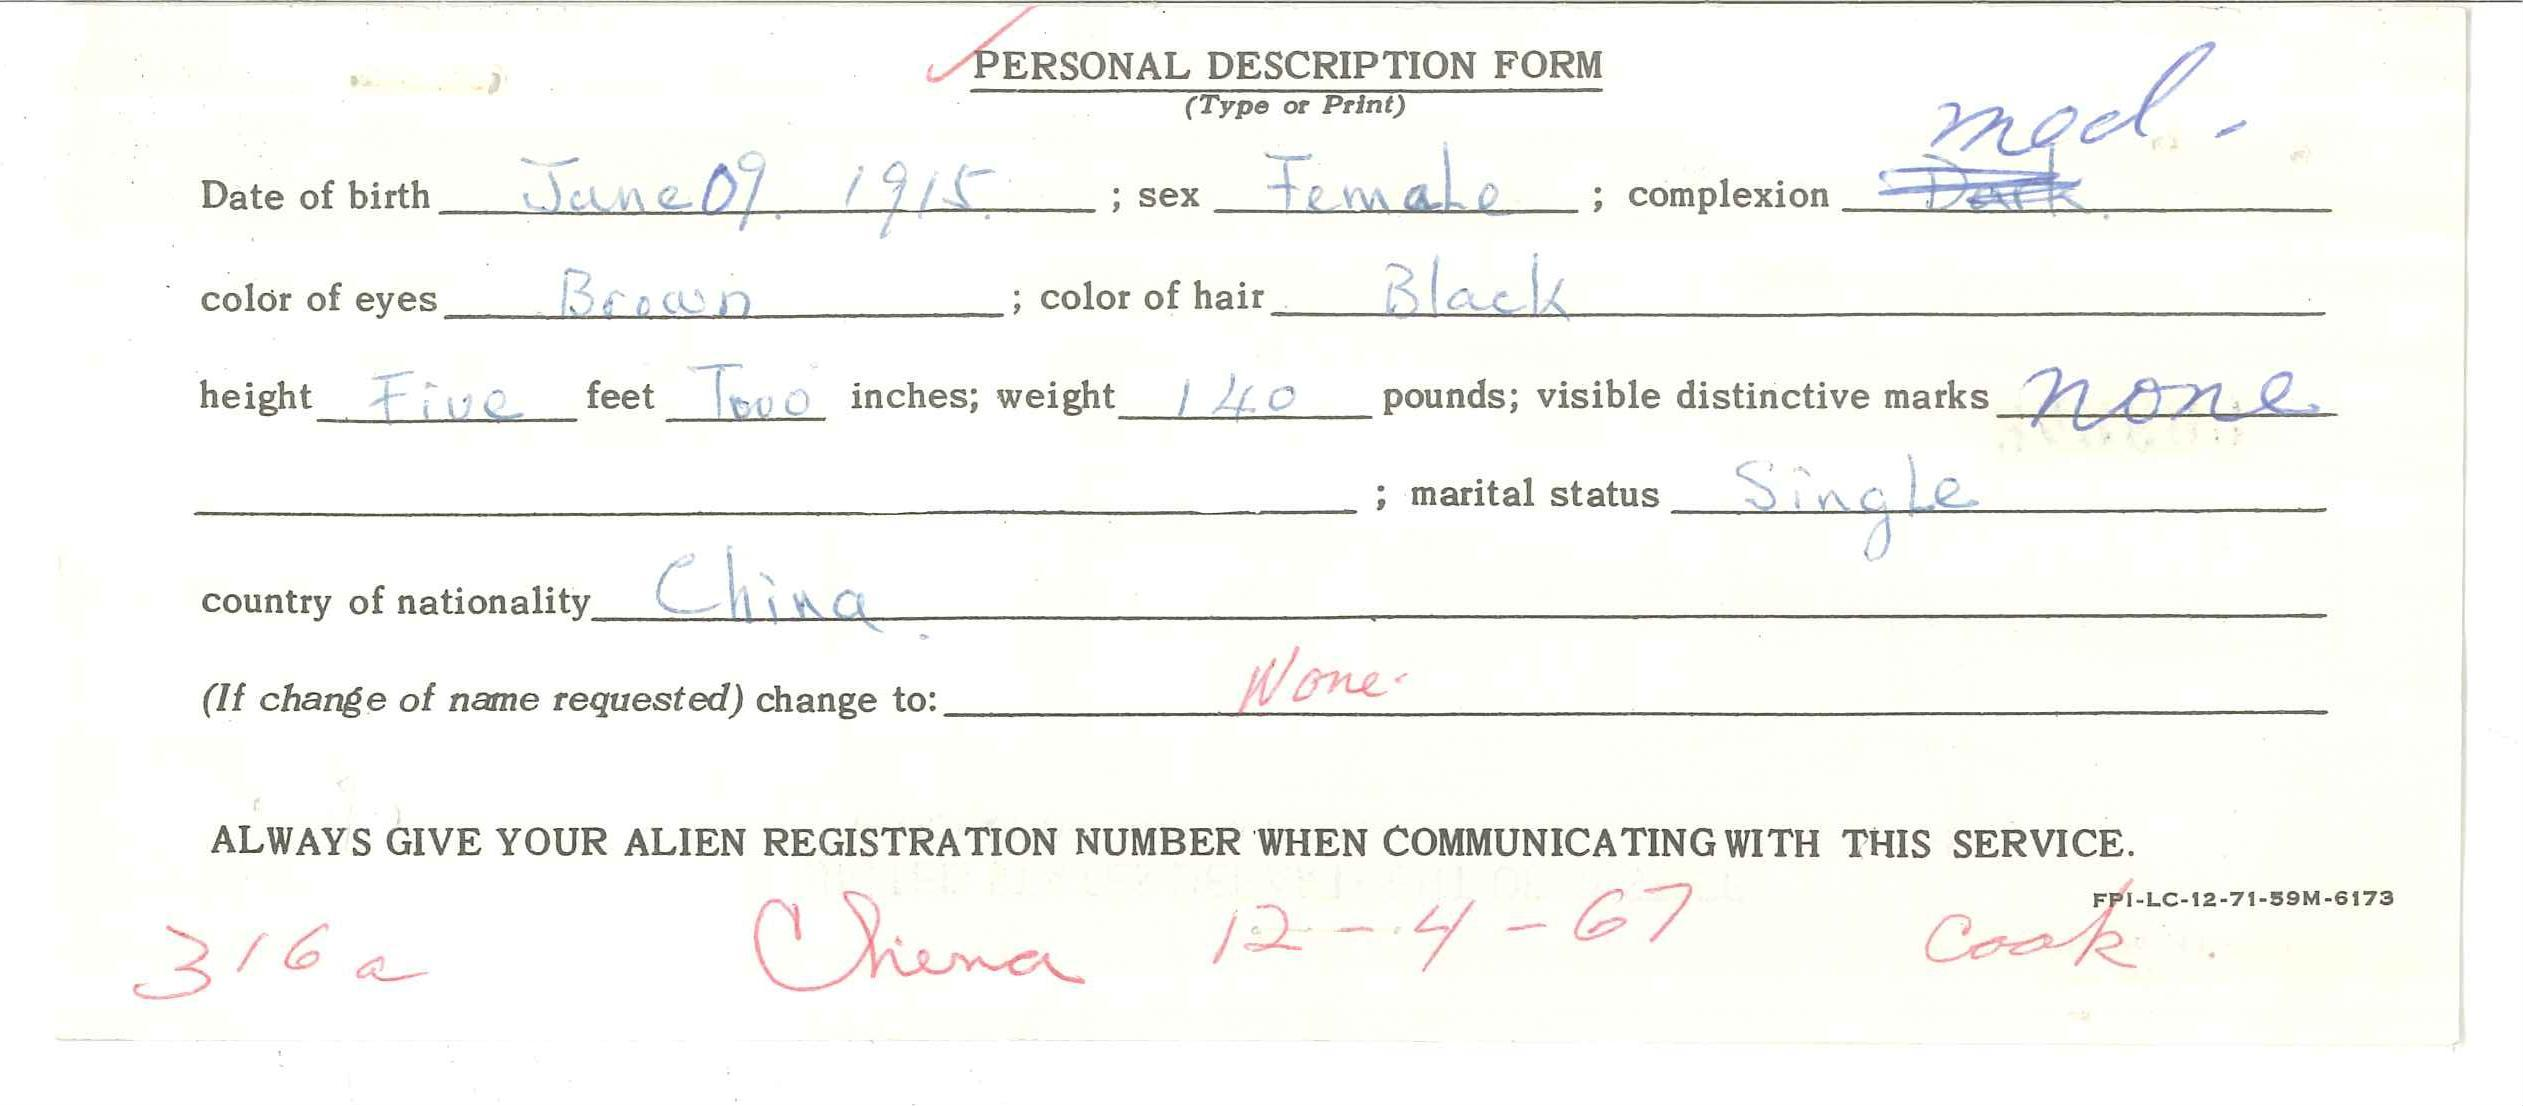 PERSONAL DESCRIPTION FORM
(Type or Print)
med.
Date of birth June 09. 1915. ; sex Female ; complexion Dark.
color of eyes Brown ; color of hair Black
height Five feet Two inches; weight 140 pounds; visible distinctive marks none
; marital status Single
country of nationality China.
(If change of name requested) change to: None.
ALWAYS GIVE YOUR ALIEN REGISTRATION NUMBER WHEN COMMUNICATING WITH THIS SERVICE.
FPI-LC-12-71-59M-6173
316a China 12-4-67 Cook.